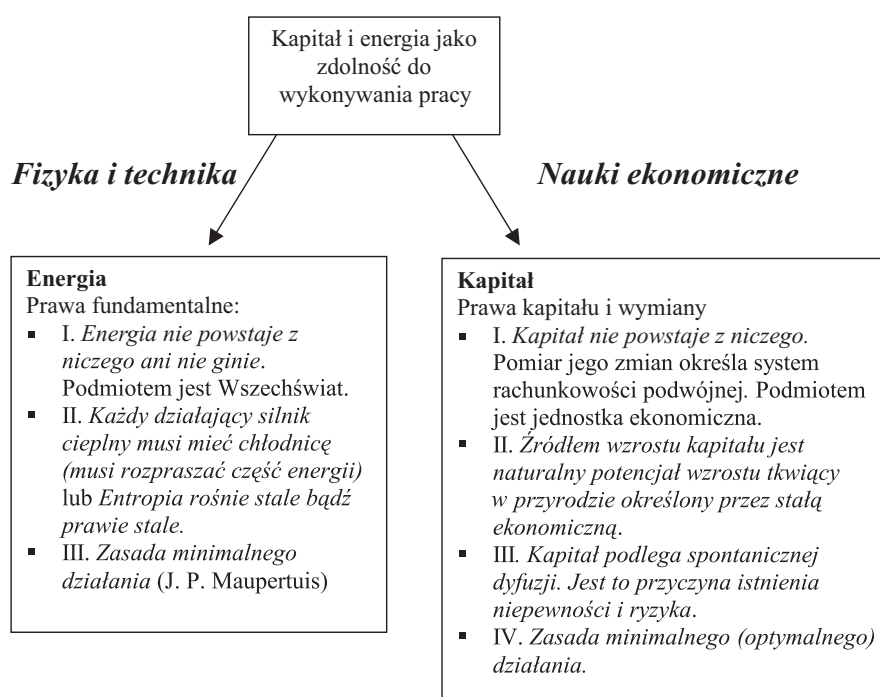 Kapitał i energia jako
zdolność do
wykonywania pracy
Fizyka i technika
Nauki ekonomiczne
Energia
Prawa fundamentalne:
▪ I. Energia nie powstaje z
niczego ani nie ginie.
Podmiotem jest Wszechświat.
▪ II. Każdy działający silnik
cieplny musi mieć chłodnicę
(musi rozpraszać część energii)
lub Entropia rośnie stale bądź
prawie stale.
▪ III. Zasada minimalnego
działania (J. P. Maupertuis)
Kapitał
Prawa kapitału i wymiany
▪ I. Kapitał nie powstaje z niczego.
Pomiar jego zmian określa system
rachunkowości podwójnej. Podmiotem
jest jednostka ekonomiczna.
▪ II. Źródłem wzrostu kapitału jest
naturalny potencjał wzrostu tkwiący
w przyrodzie określony przez stałą
ekonomiczną.
▪ III. Kapitał podlega spontanicznej
dyfuzji. Jest to przyczyna istnienia
niepewności i ryzyka.
▪ IV. Zasada minimalnego (optymalnego)
działania.